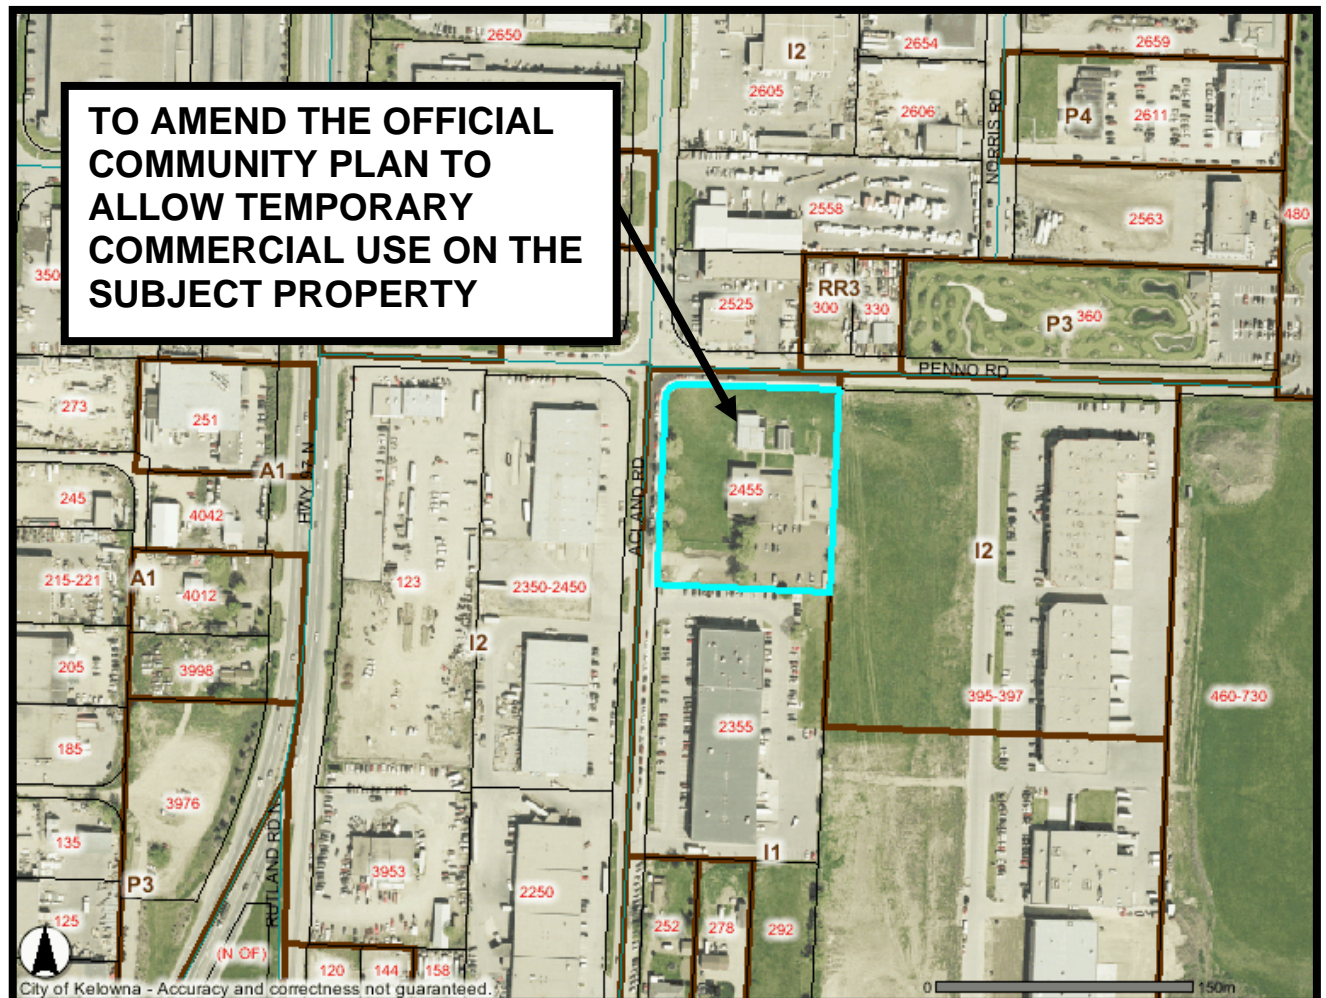 2650
I2
2654
2659
2605
2606
P4
2611
NORRIS RD
TO AMEND THE OFFICIAL
COMMUNITY PLAN TO
ALLOW TEMPORARY
COMMERCIAL USE ON THE
SUBJECT PROPERTY
2558
2563
480
350
2525
RR3
300
330
P3
360
PENNO RD
273
251
A1
HWY 97 N
ACLAND RD
2455
245
4042
215-221
A1
4012
123
2350-2450
I2
I2
205
3998
395-397
460-730
2355
185
3976
135
RUTLAND RD N
3953
I1
P3
2250
125
252
278
292
(N OF)
120
144
158
City of Kelowna - Accuracy and correctness not guaranteed.
0
150m